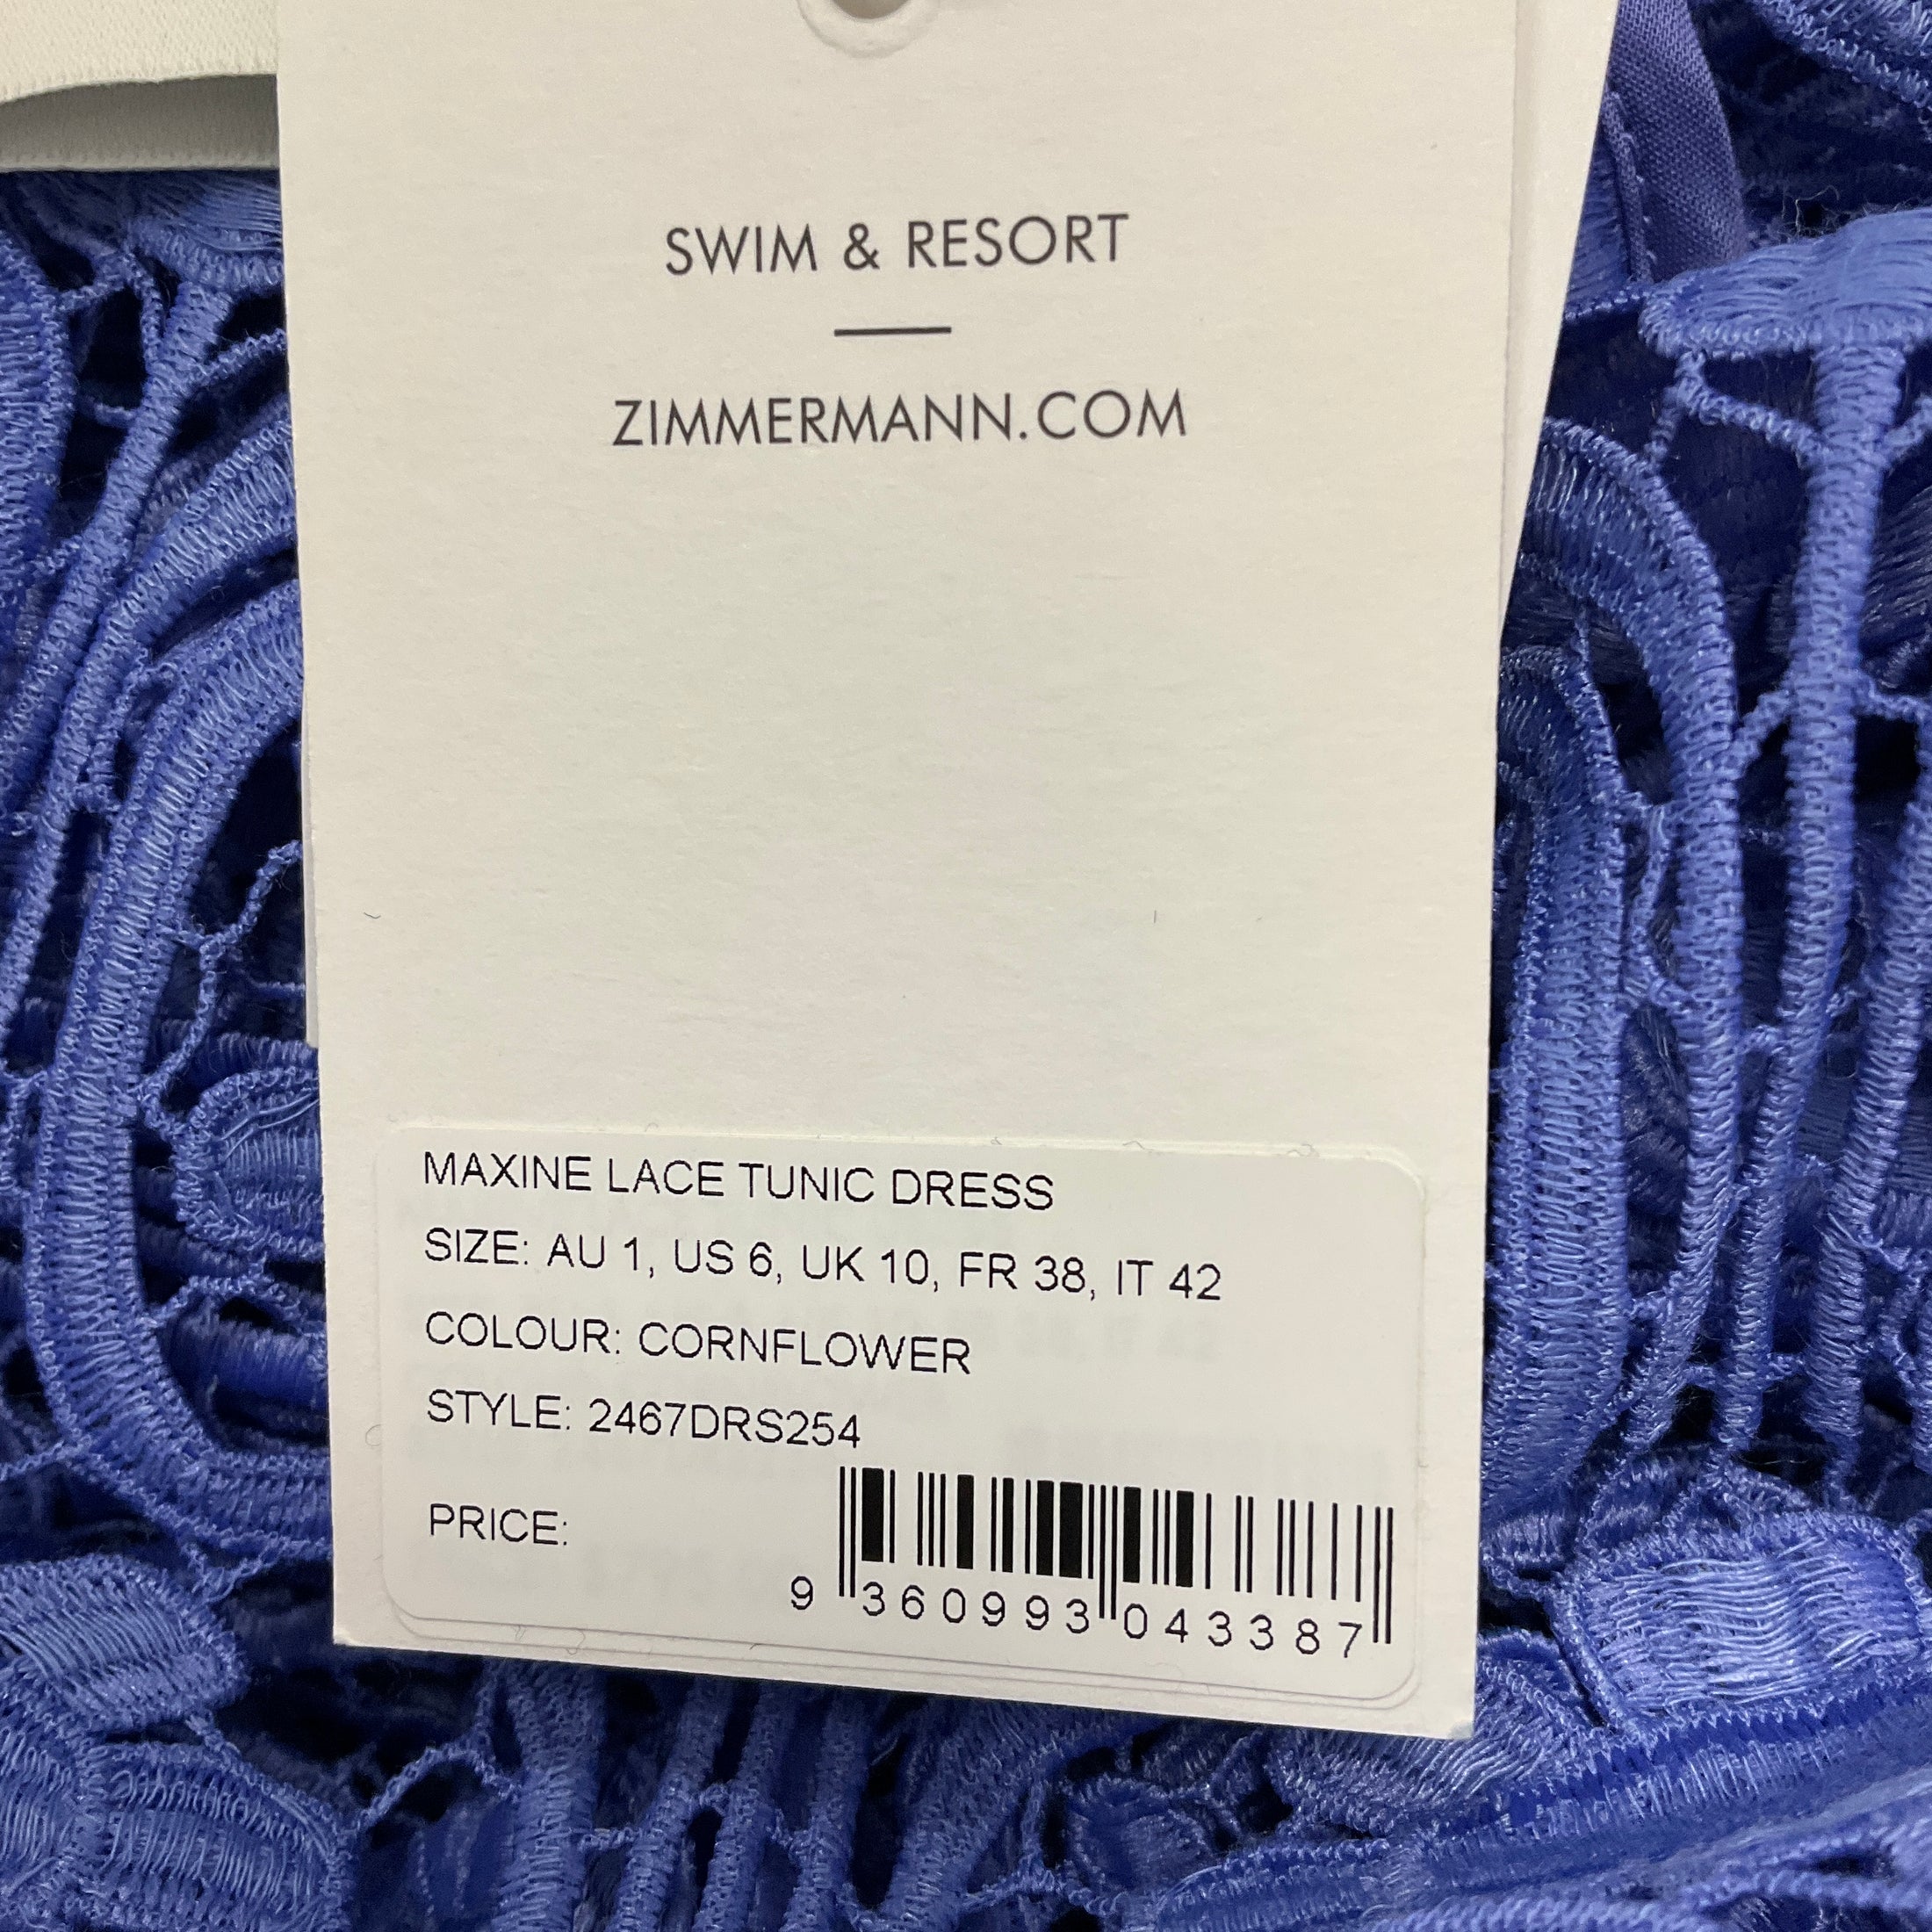 SWIM & RESORT
ZIMMERMANN.COM
MAXINE LACE TUNIC DRESS
SIZE: AU 1, US 6, UK 10, FR 38, IT 42
COLOUR: CORNFLOWER
STYLE: 2467DRS254
PRICE:
9 360993 043387